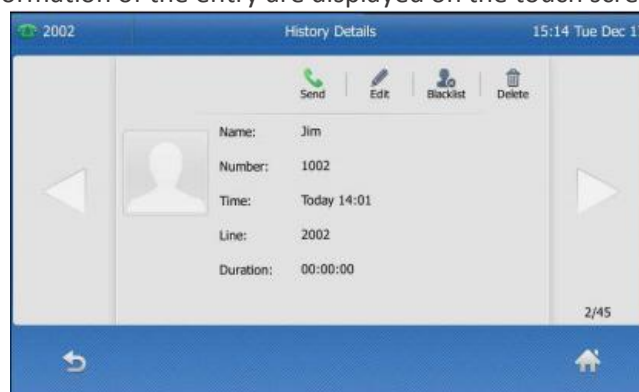 ormation of the entry are displayed on the touch scre
2002 History Details 15:14 Tue Dec 1
Send Edit Blacklist Delete
Name: Jim
Number: 1002
Time: Today 14:01
Line: 2002
Duration: 00:00:00
2/45